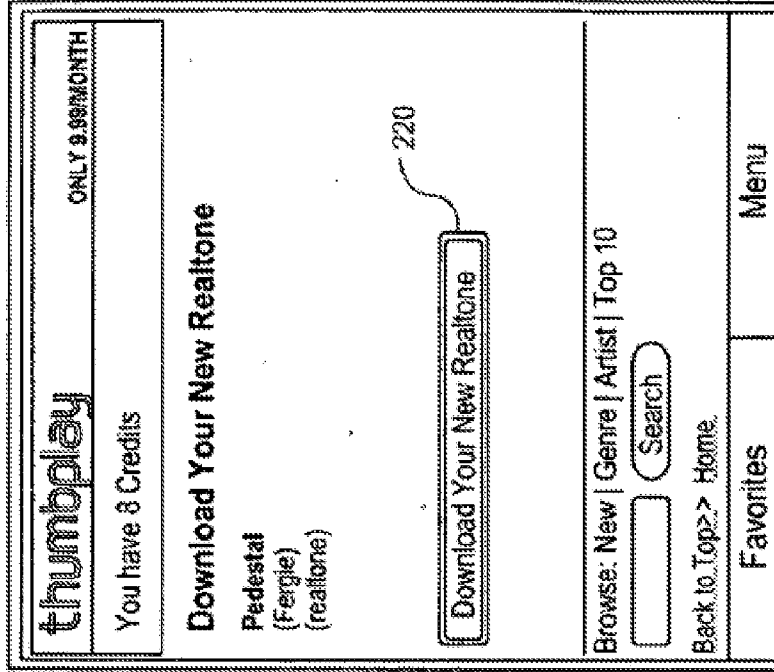 thumbplay ONLY 9.99/MONTH
You have 8 Credits
Download Your New Realtone
Pedestal
(Fergie)
(realtone)
220
Download Your New Realtone
Browse: New | Genre | Artist | Top 10
Search
Back to Top>> Home
Favorites Menu